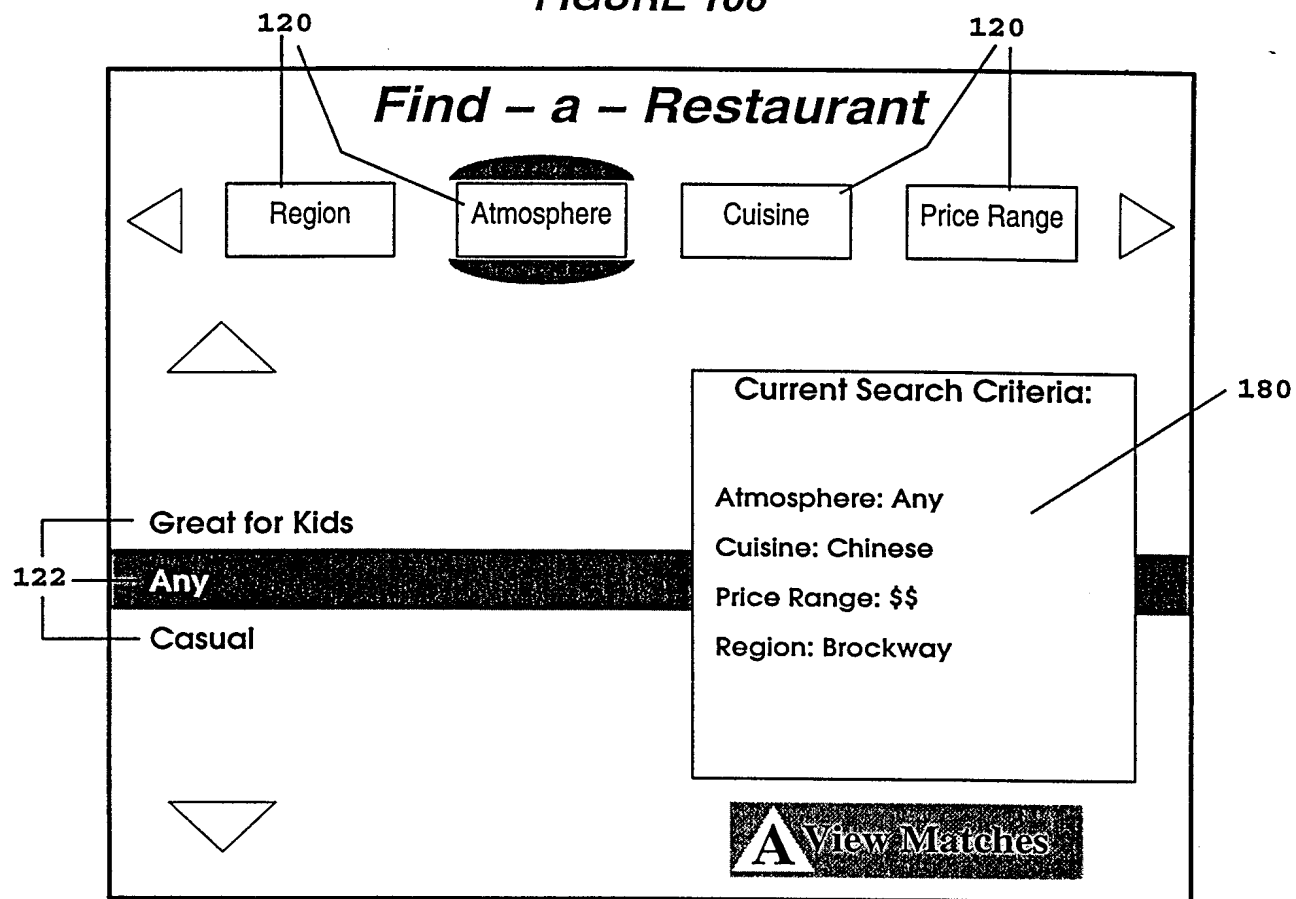 120 120
Find – a – Restaurant
Region Atmosphere Cuisine Price Range
Current Search Criteria:
180
Atmosphere: Any
Great for Kids
Cuisine: Chinese
122
Any
Price Range: $$
Casual
Region: Brockway
A View Matches